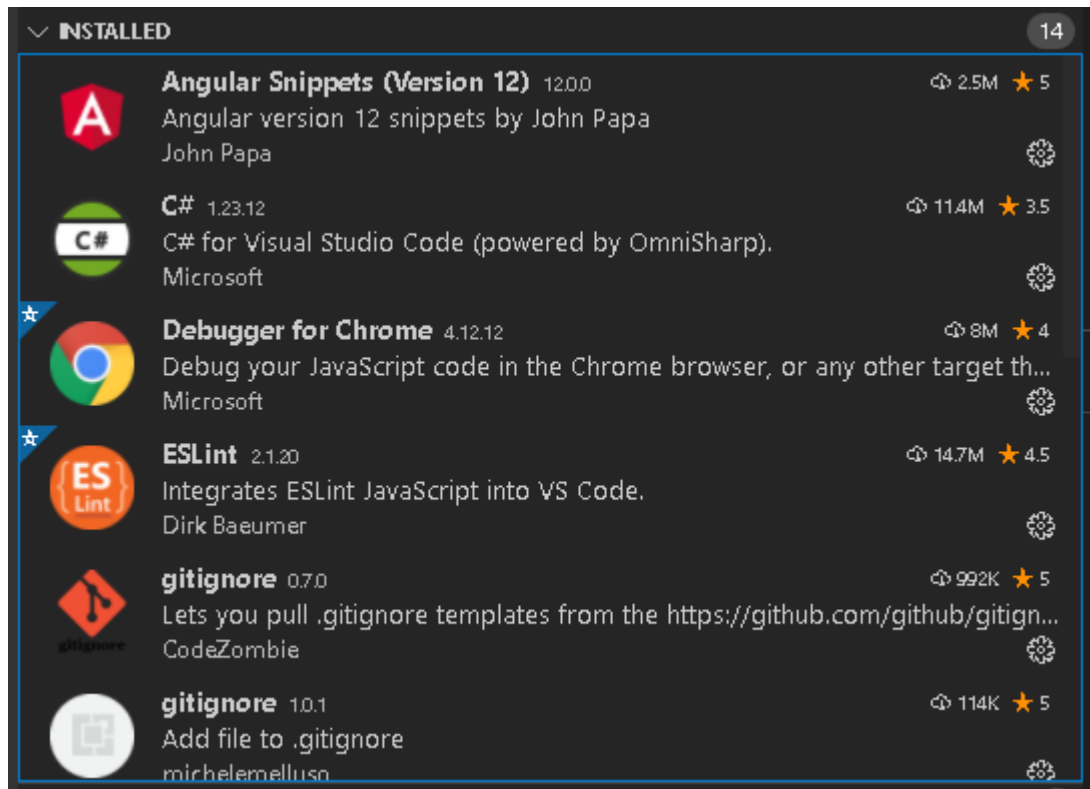 INSTALLED 14
Angular Snippets (Version 12) 12.0.0 2.5M 5
Angular version 12 snippets by John Papa
John Papa
C# 1.23.12 11.4M 3.5
C#
C# for Visual Studio Code (powered by OmniSharp).
Microsoft
Debugger for Chrome 4.12.12 8M 4
Debug your JavaScript code in the Chrome browser, or any other target th...
Microsoft
ESLint 2.1.20 14.7M 4.5
{ES
Lint}
Integrates ESLint JavaScript into VS Code.
Dirk Baeumer
gitignore 0.7.0 992K 5
Lets you pull .gitignore templates from the https://github.com/github/gitign...
gitignore
CodeZombie
gitignore 1.0.1 114K 5
Add file to .gitignore
michelemelluso